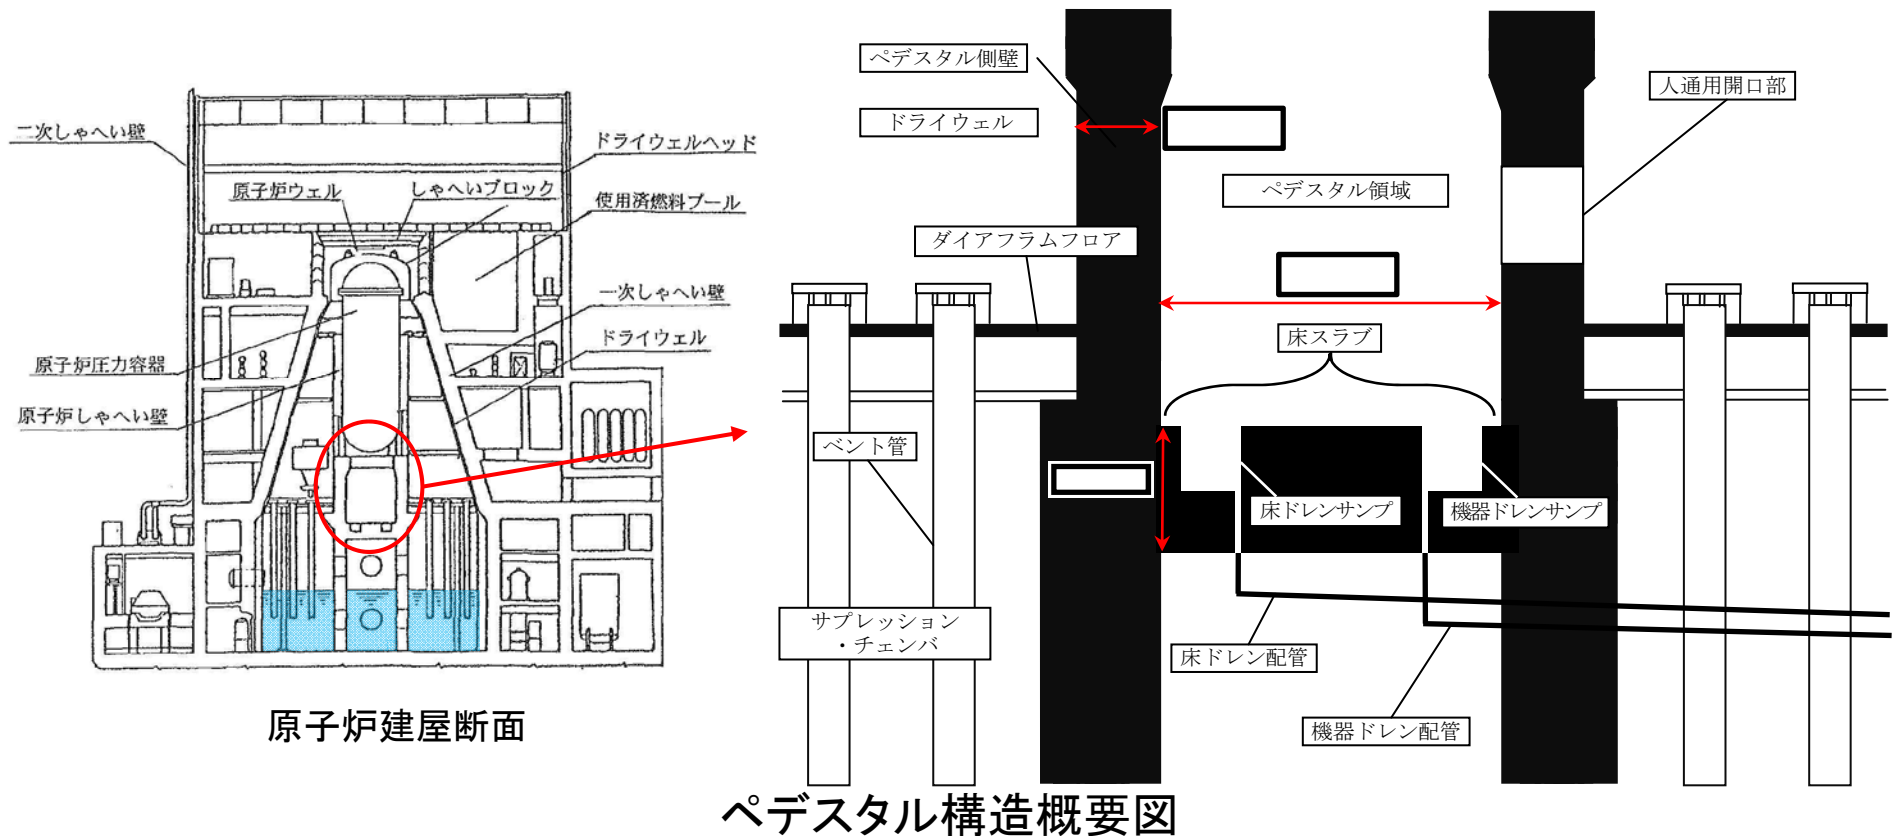 二次しゃへい壁
ドライウェルヘッド
原子炉ウェル
しゃへいブロック
使用済燃料プール
一次しゃへい壁
ドライウェル
原子炉圧力容器
原子炉しゃへい壁
原子炉建屋断面
ペデスタル側壁
ドライウェル
人通用開口部
ペデスタル領域
ダイアフラムフロア
床スラブ
ベント管
床ドレンサンプ
機器ドレンサンプ
サプレッション
・チェンバ
床ドレン配管
機器ドレン配管
ペデスタル構造概要図